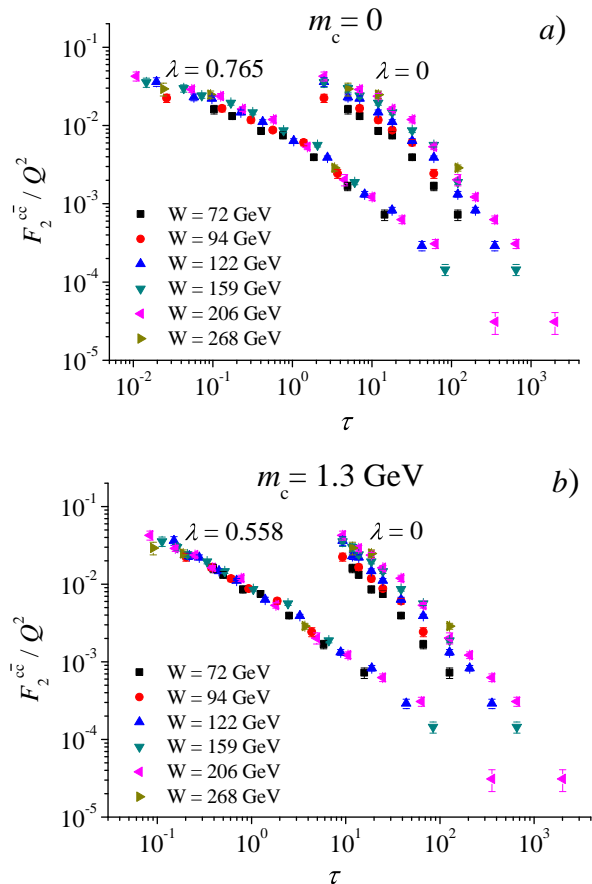 m_c = 0 a)
λ = 0.765 λ = 0
10^-1
10^-2
10^-3
10^-4
10^-5
F_2^{cc̄} / Q^2
W = 72 GeV
W = 94 GeV
W = 122 GeV
W = 159 GeV
W = 206 GeV
W = 268 GeV
10^-2 10^-1 10^0 10^1 10^2 10^3
τ
m_c = 1.3 GeV b)
λ = 0.558 λ = 0
10^-1
10^-2
10^-3
10^-4
10^-5
F_2^{cc̄} / Q^2
W = 72 GeV
W = 94 GeV
W = 122 GeV
W = 159 GeV
W = 206 GeV
W = 268 GeV
10^-1 10^0 10^1 10^2 10^3
τ